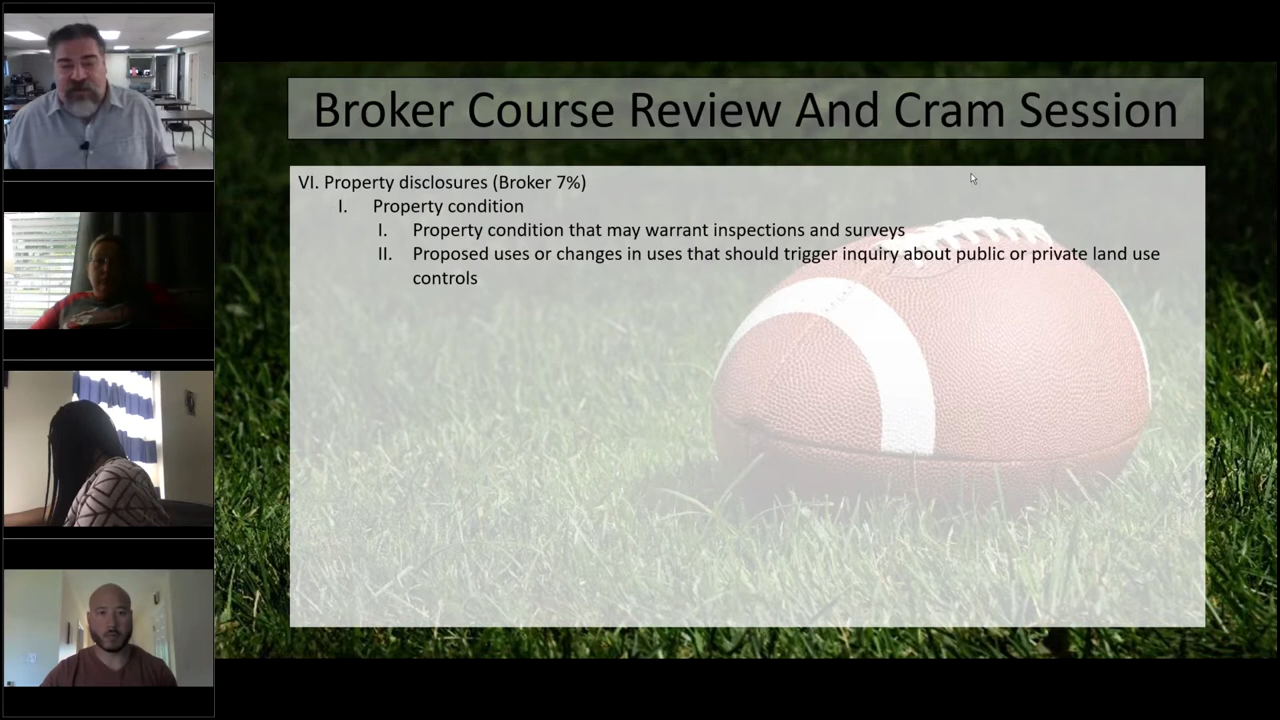 Broker Course Review And Cram Session
VI. Property disclosures (Broker 7%)
I. Property condition
I. Property condition that may warrant inspections and surveys
II. Proposed uses or changes in uses that should trigger inquiry about public or private land use
controls